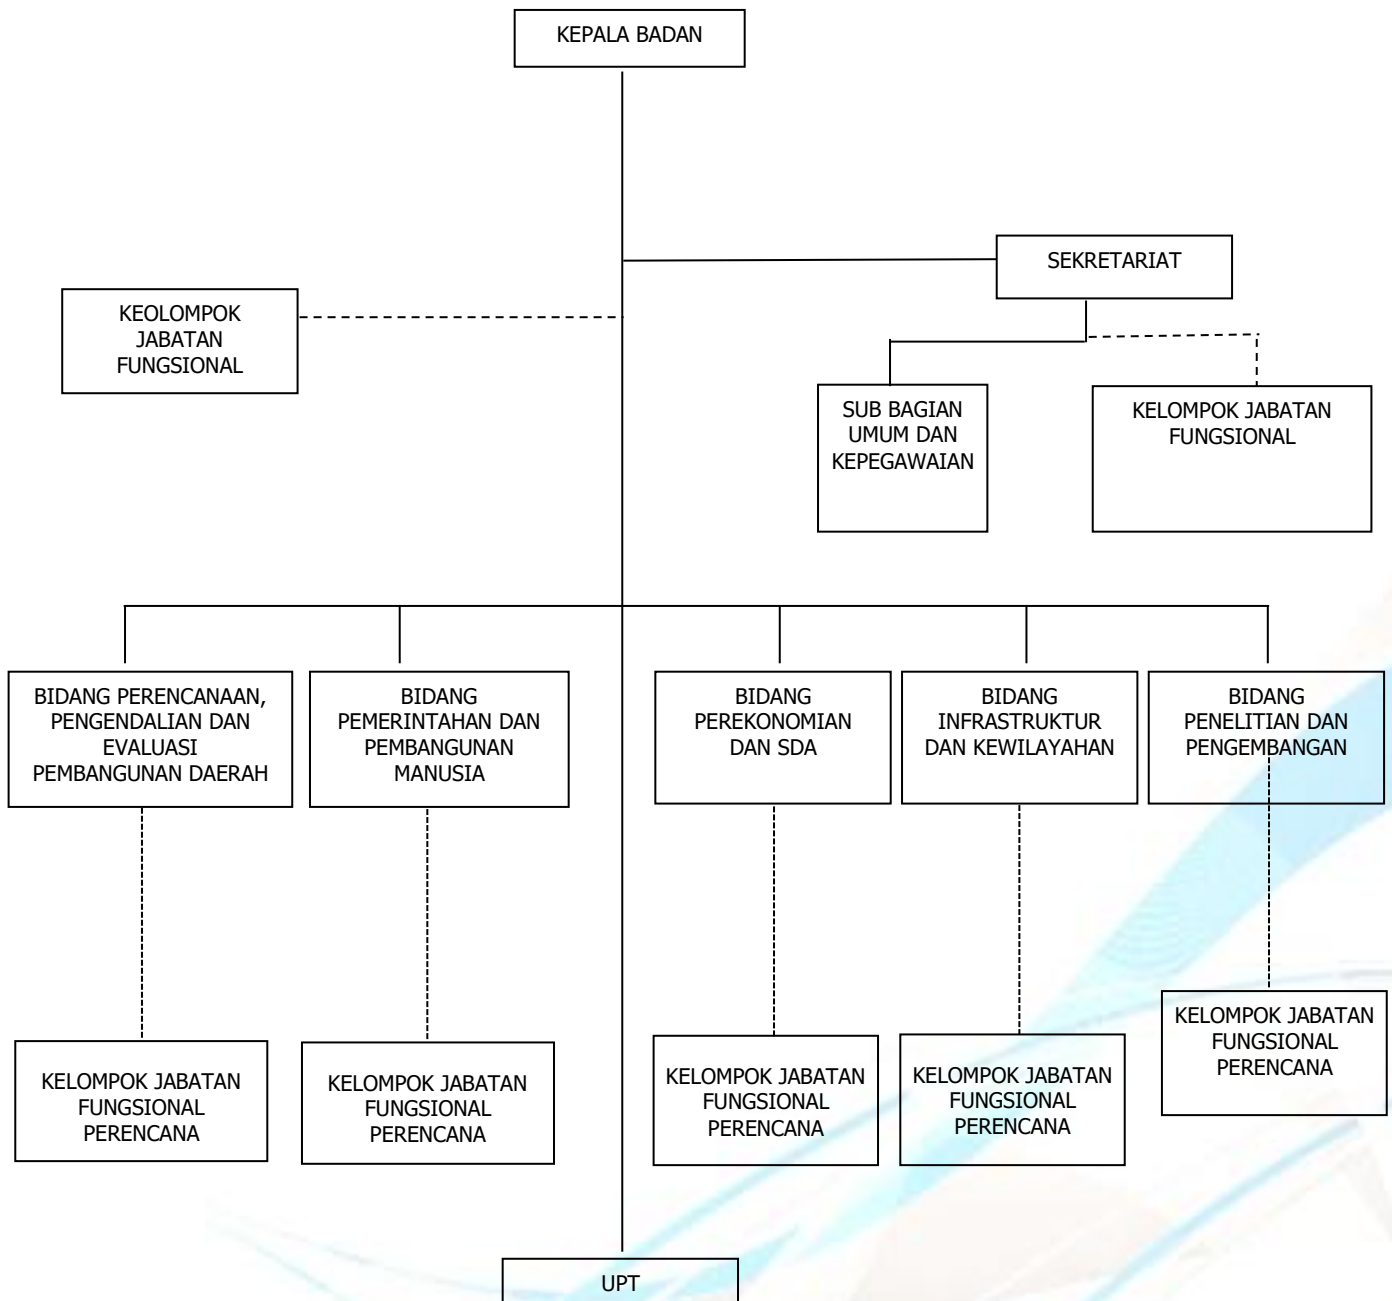 KEPALA BADAN
SEKRETARIAT
KEOLOMPOK
JABATAN
FUNGSIONAL
SUB BAGIAN
UMUM DAN
KEPEGAWAIAN
KELOMPOK JABATAN
FUNGSIONAL
BIDANG PERENCANAAN,
PENGENDALIAN DAN
EVALUASI
PEMBANGUNAN DAERAH
BIDANG
PEMERINTAHAN DAN
PEMBANGUNAN
MANUSIA
BIDANG
PEREKONOMIAN
DAN SDA
BIDANG
INFRASTRUKTUR
DAN KEWILAYAHAN
BIDANG
PENELITIAN DAN
PENGEMBANGAN
KELOMPOK JABATAN
FUNGSIONAL
PERENCANA
KELOMPOK JABATAN
FUNGSIONAL
PERENCANA
KELOMPOK JABATAN
FUNGSIONAL
PERENCANA
KELOMPOK JABATAN
FUNGSIONAL
PERENCANA
KELOMPOK JABATAN
FUNGSIONAL
PERENCANA
UPT